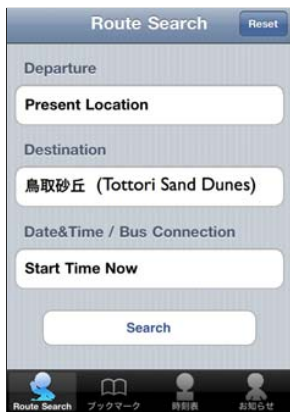 Route Search
Reset
Departure
Present Location
Destination
鳥取砂丘 (Tottori Sand Dunes)
Date&Time / Bus Connection
Start Time Now
Search
Route Search
ブックマーク
時刻表
お知らせ